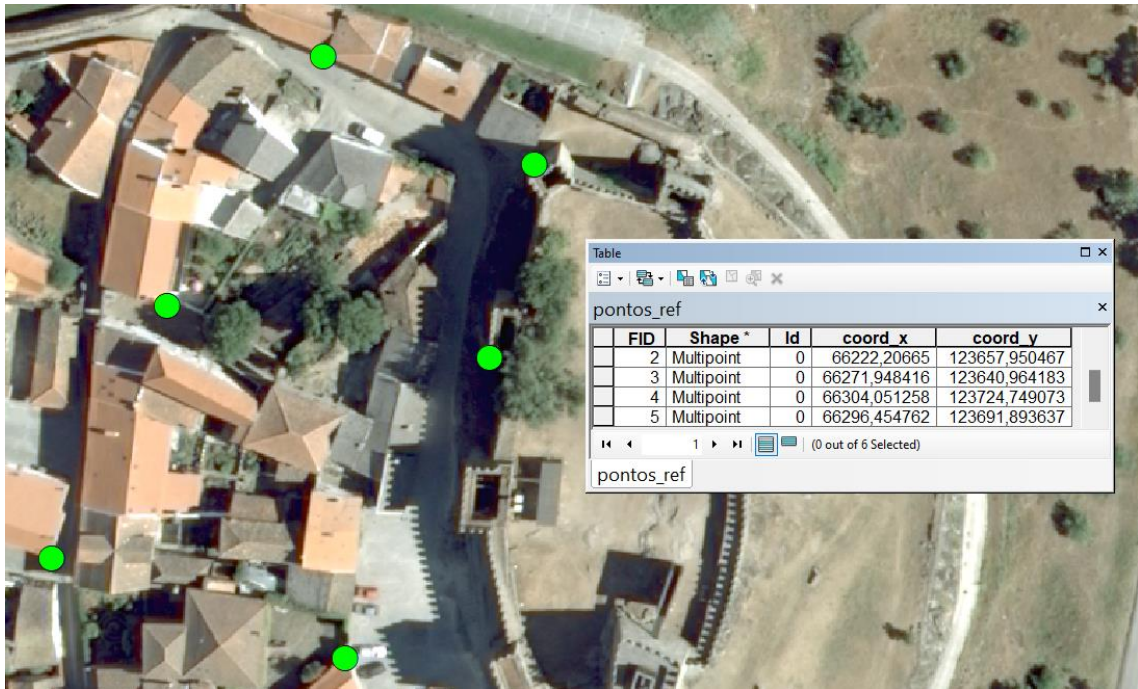 Table
pontos_ref
FID Shape * Id coord_x coord_y
2 Multipoint 0 66222,20665 123657,950467
3 Multipoint 0 66271,948416 123640,964183
4 Multipoint 0 66304,051258 123724,749073
5 Multipoint 0 66296,454762 123691,893637
1 (0 out of 6 Selected)
pontos_ref